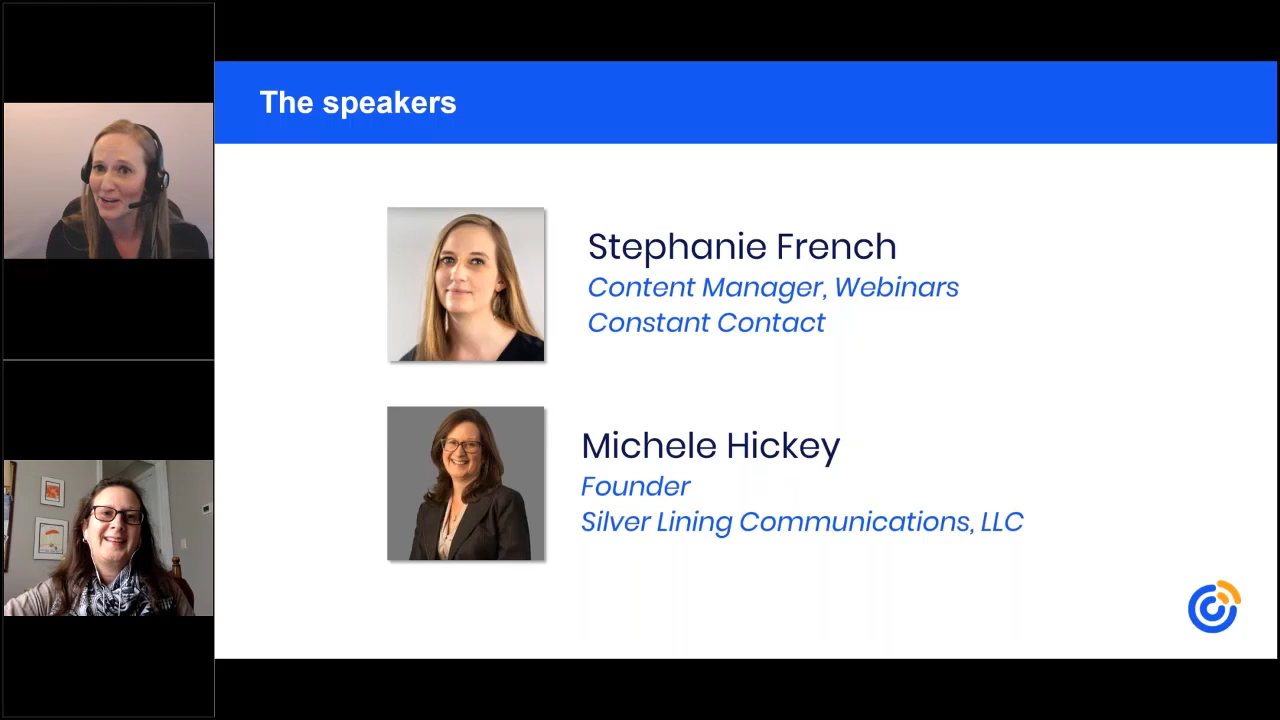 The speakers
Stephanie French
Content Manager, Webinars
Constant Contact
Michele Hickey
Founder
Silver Lining Communications, LLC